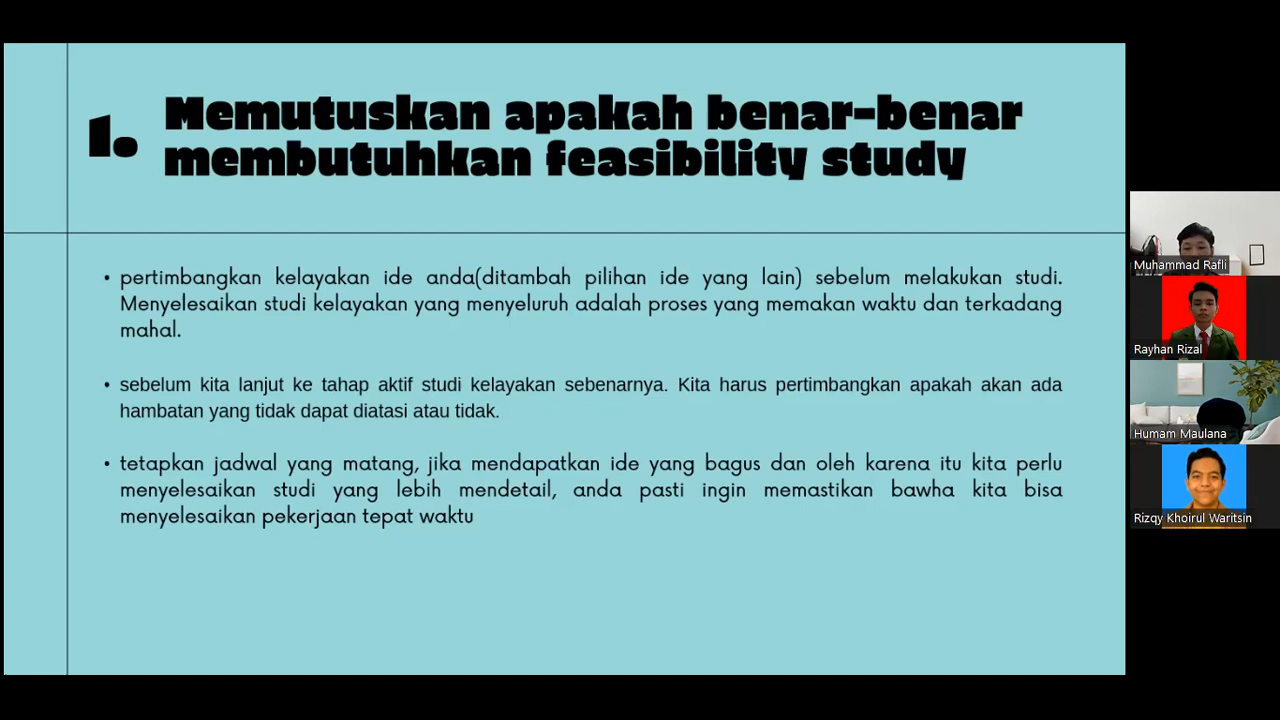 1.
Memutuskan apakah benar-benar
membutuhkan feasibility study
• pertimbangkan kelayakan ide anda(ditambah pilihan ide yang lain) sebelum melakukan studi.
Menyelesaikan studi kelayakan yang menyeluruh adalah proses yang memakan waktu dan terkadang
mahal.
• sebelum kita lanjut ke tahap aktif studi kelayakan sebenarnya. Kita harus pertimbangkan apakah akan ada
hambatan yang tidak dapat diatasi atau tidak.
• tetapkan jadwal yang matang, jika mendapatkan ide yang bagus dan oleh karena itu kita perlu
menyelesaikan studi yang lebih mendetail, anda pasti ingin memastikan bawha kita bisa
menyelesaikan pekerjaan tepat waktu
Muhammad Rafli
Rayhan Rizal
Humam Maulana
Rizqy Khoirul Waritsin